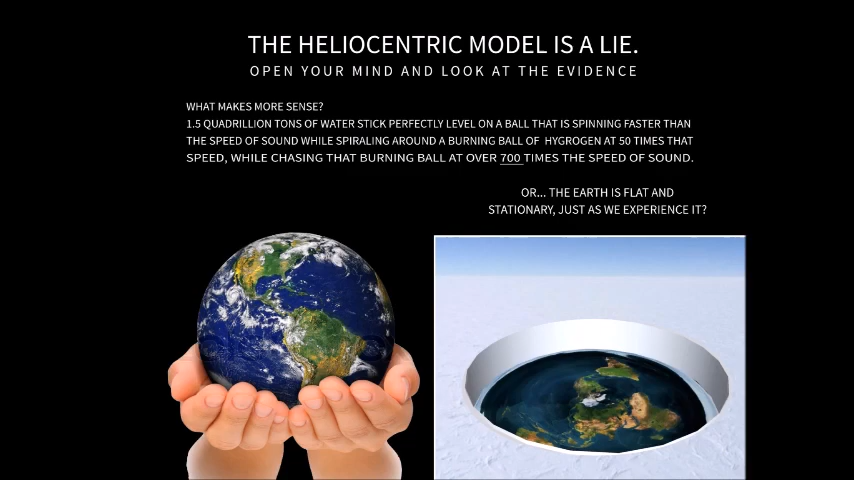 THE HELIOCENTRIC MODEL IS A LIE.
OPEN YOUR MIND AND LOOK AT THE EVIDENCE
WHAT MAKES MORE SENSE?
1.5 QUADRILLION TONS OF WATER STICK PERFECTLY LEVEL ON A BALL THAT IS SPINNING FASTER THAN
THE SPEED OF SOUND WHILE SPIRALING AROUND A BURNING BALL OF HYGROGEN AT 50 TIMES THAT
SPEED, WHILE CHASING THAT BURNING BALL AT OVER 700 TIMES THE SPEED OF SOUND.
OR... THE EARTH IS FLAT AND
STATIONARY, JUST AS WE EXPERIENCE IT?